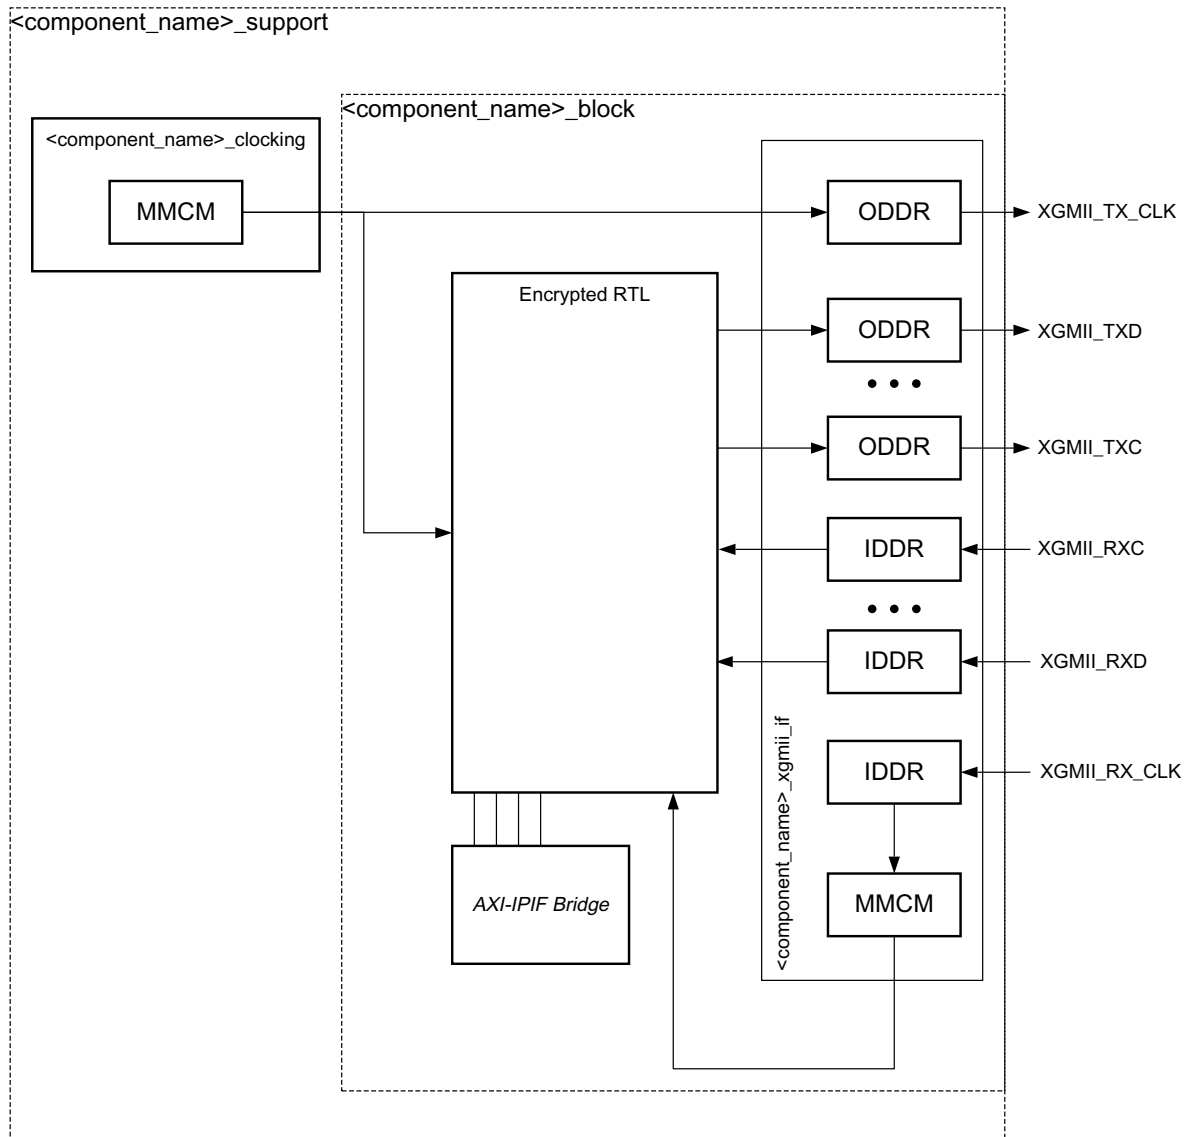 <component_name>_support
<component_name>_block
<component_name>_clocking
MMCM
ODDR
XGMII_TX_CLK
Encrypted RTL
ODDR
XGMII_TXD
ODDR
XGMII_TXC
IDDR
XGMII_RXC
IDDR
XGMII_RXD
<component_name>_xgmii_if
IDDR
XGMII_RX_CLK
AXI-IPIF Bridge
MMCM